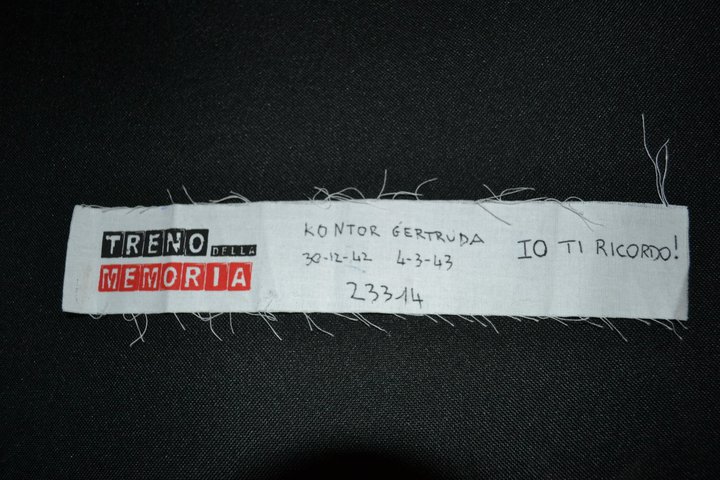 TRENO DELLA
MEMORIA
KONTOR GERTRUDA
30-12-42 4-3-43
23314
IO TI RICORDO!